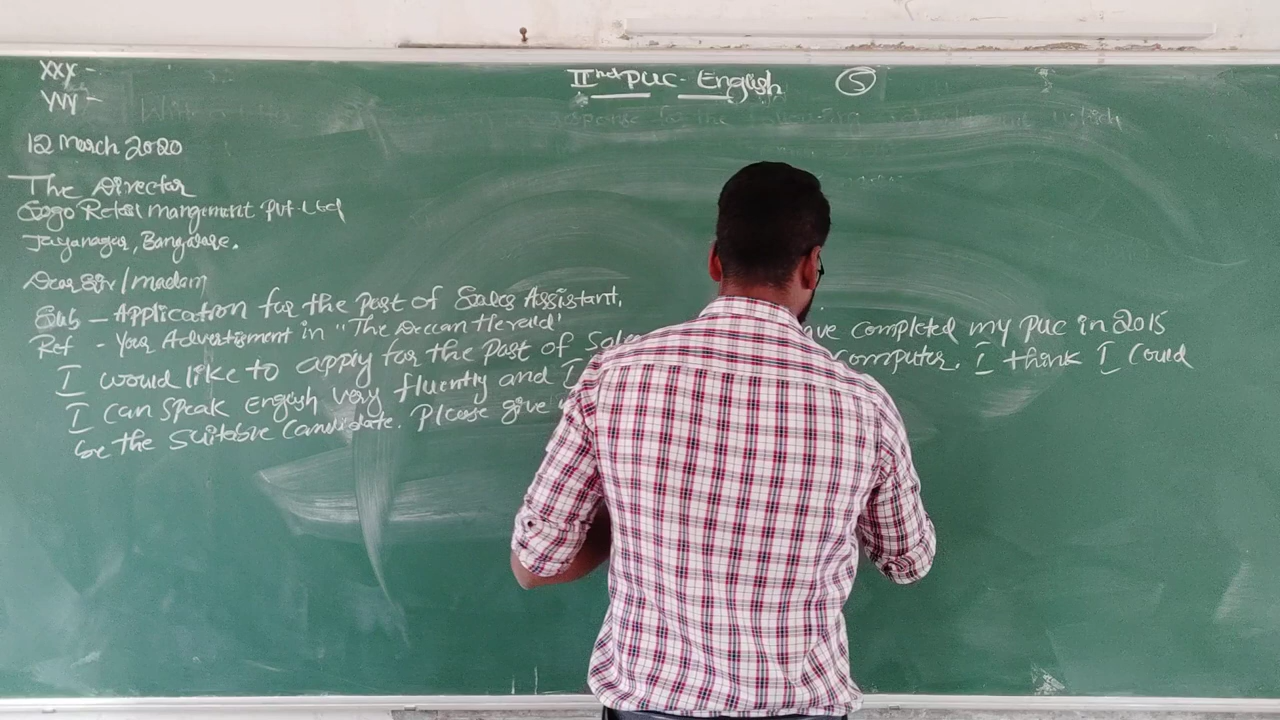 XXX -
YYY -
IInd PUC - English
5
12 March 2020
The Director
Gogo Retail mangement Pvt. Ltd
Jayanagar, Bangalore.
Dear Sir/madam
Sub - Application for the Post of Sales Assistant.
Ref - Your Advertisment in "The Deccan Herald"
I would like to apply for the Post of completed my PUC in 2015
I can Speak English very fluently and I computer. I think I Could
be the Suitable Candidate. Please give